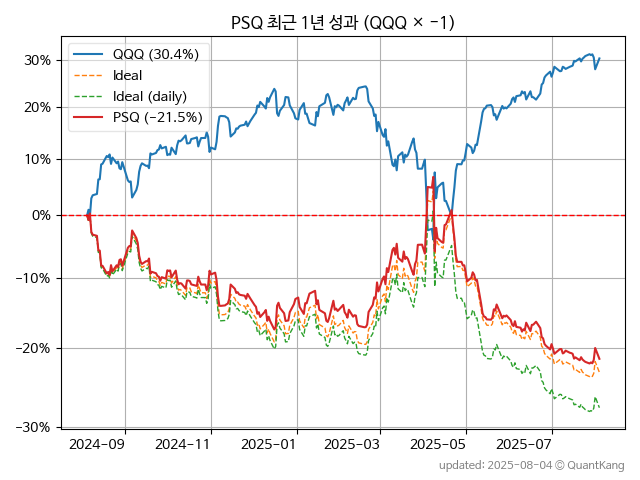 PSQ 최근 1년 성과 (QQQ × −1)
QQQ (30.4%)
Ideal
Ideal (daily)
PSQ (−21.5%)
30%
20%
10%
0%
−10%
−20%
−30%
2024-09 2024-11 2025-01 2025-03 2025-05 2025-07
updated: 2025-08-04 © QuantKang